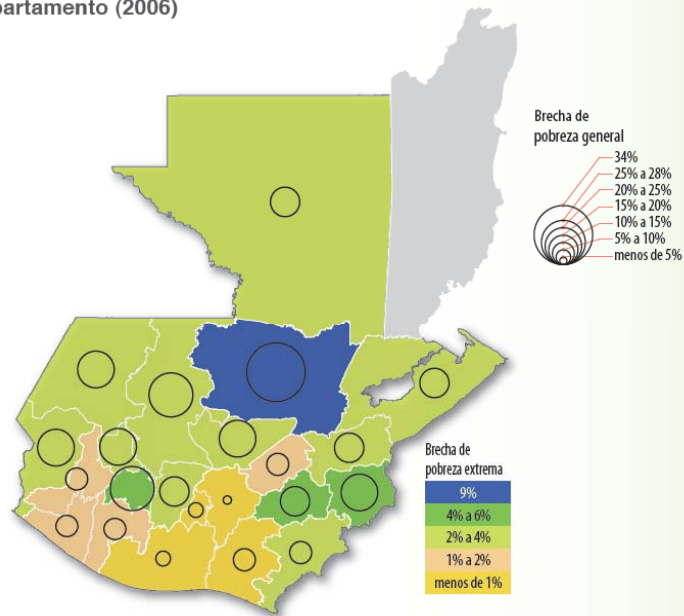 partamento (2006)
Brecha de
pobreza general
34%
25% a 28%
20% a 25%
15% a 20%
10% a 15%
5% a 10%
menos de 5%
Brecha de
pobreza extrema
9%
4% a 6%
2% a 4%
1% a 2%
menos de 1%